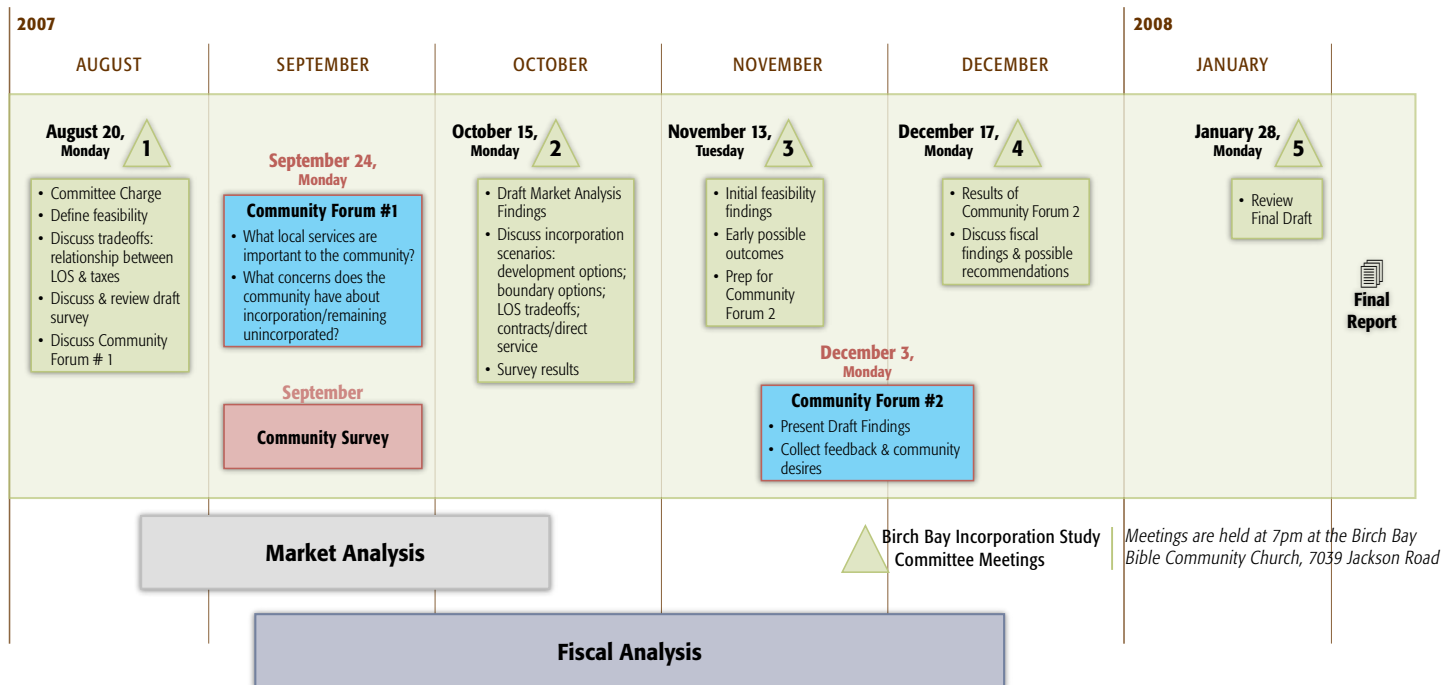 2007
2008
AUGUST
SEPTEMBER
OCTOBER
NOVEMBER
DECEMBER
JANUARY
August 20,
Monday
1
• Committee Charge
• Define feasibility
• Discuss tradeoffs:
relationship between
LOS & taxes
• Discuss & review draft
survey
• Discuss Community
Forum # 1
September 24,
Monday
Community Forum #1
• What local services are
important to the community?
• What concerns does the
community have about
incorporation/remaining
unincorporated?
September
Community Survey
October 15,
Monday
2
• Draft Market Analysis
Findings
• Discuss incorporation
scenarios:
development options;
boundary options;
LOS tradeoffs;
contracts/direct
service
• Survey results
November 13,
Tuesday
3
• Initial feasibility
findings
• Early possible
outcomes
• Prep for
Community
Forum 2
December 3,
Monday
Community Forum #2
• Present Draft Findings
• Collect feedback & community
desires
December 17,
Monday
4
• Results of
Community Forum 2
• Discuss fiscal
findings & possible
recommendations
January 28,
Monday
5
• Review
Final Draft
Final
Report
Market Analysis
Birch Bay Incorporation Study
Committee Meetings
Meetings are held at 7pm at the Birch Bay
Bible Community Church, 7039 Jackson Road
Fiscal Analysis